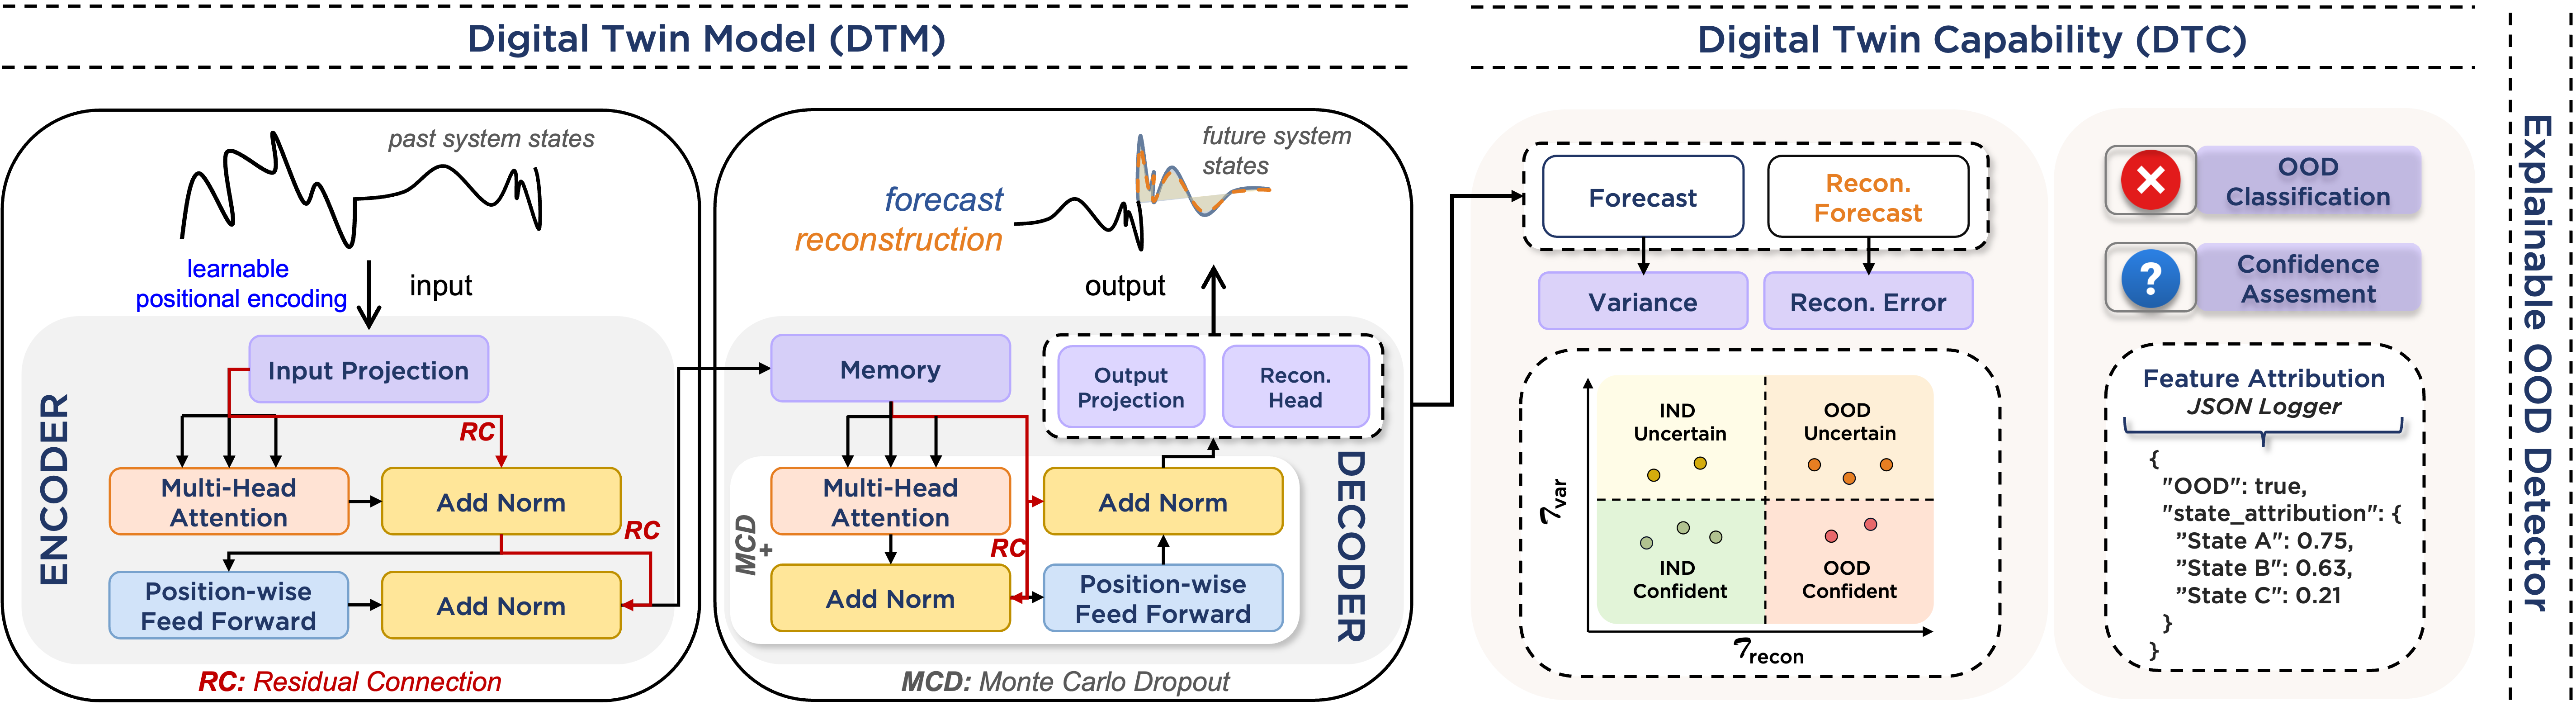 Digital Twin Model (DTM)
past system states
learnable
positional encoding
input
ENCODER
Input Projection
RC
Multi-Head
Attention
Add Norm
RC
Position-wise
Feed Forward
Add Norm
RC: Residual Connection
future system
states
forecast
reconstruction
output
Memory
Output
Projection
Recon.
Head
DECODER
MCD
+
Multi-Head
Attention
Add Norm
RC
Add Norm
Position-wise
Feed Forward
MCD: Monte Carlo Dropout
Digital Twin Capability (DTC)
Forecast
Recon.
Forecast
Variance
Recon. Error
IND
Uncertain
OOD
Uncertain
IND
Confident
OOD
Confident
𝒯var
𝒯recon
OOD
Classification
?
Confidence
Assesment
Feature Attribution
JSON Logger
{
"OOD": true,
"state_attribution": {
”State A": 0.75,
”State B": 0.63,
”State C": 0.21
}
}
Explainable OOD Detector